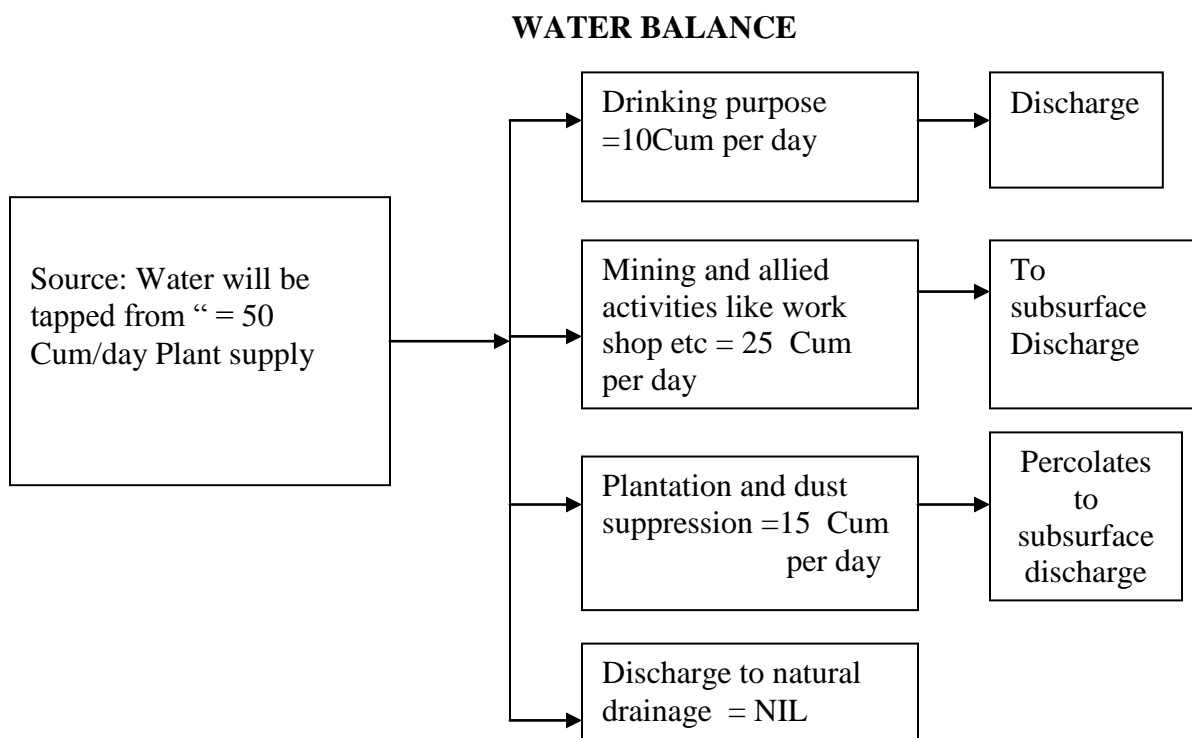 WATER BALANCE
Source: Water will be
tapped from “ = 50
Cum/day Plant supply
Drinking purpose
=10Cum per day
Discharge
Mining and allied
activities like work
shop etc = 25 Cum
per day
To
subsurface
Discharge
Plantation and dust
suppression =15 Cum
per day
Percolates
to
subsurface
discharge
Discharge to natural
drainage = NIL